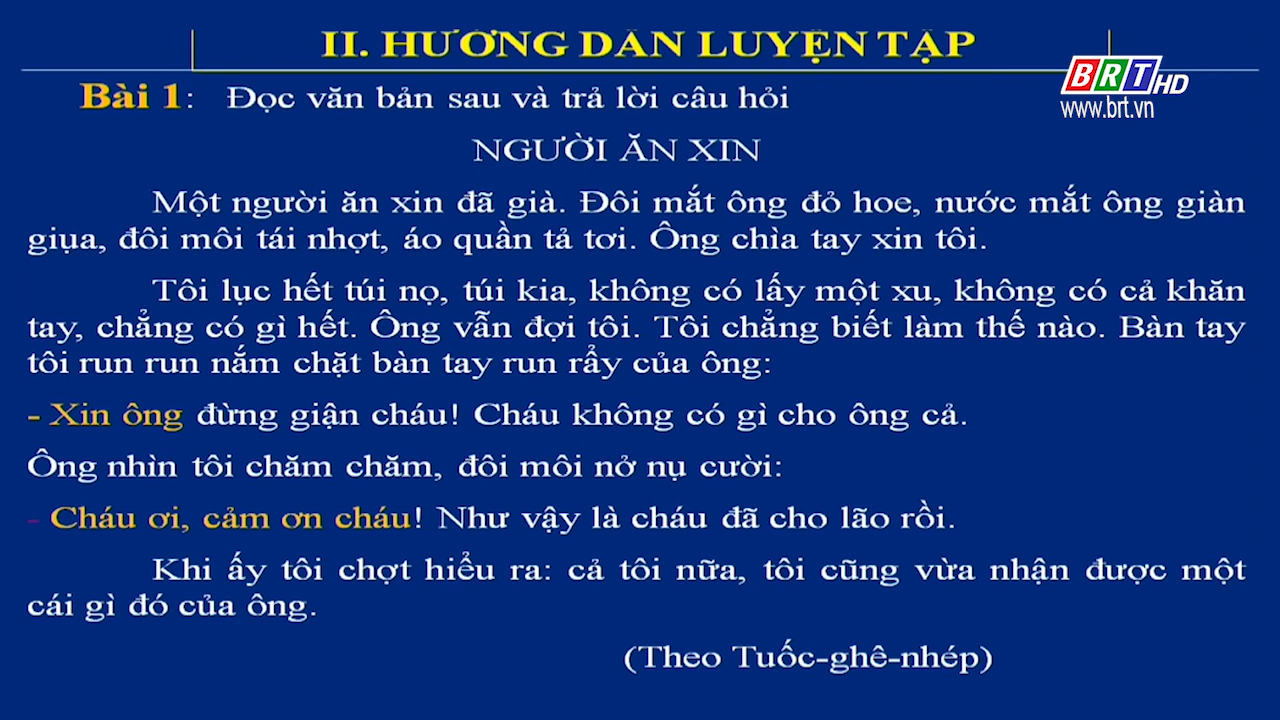 II. HƯỚNG DẪN LUYỆN TẬP
BRT HD
www.brt.vn
Bài 1: Đọc văn bản sau và trả lời câu hỏi
NGƯỜI ĂN XIN
Một người ăn xin đã già. Đôi mắt ông đỏ hoe, nước mắt ông giàn
giụa, đôi môi tái nhợt, áo quần tả tơi. Ông chìa tay xin tôi.
Tôi lục hết túi nọ, túi kia, không có lấy một xu, không có cả khăn
tay, chẳng có gì hết. Ông vẫn đợi tôi. Tôi chẳng biết làm thế nào. Bàn tay
tôi run run nắm chặt bàn tay run rẩy của ông:
- Xin ông đừng giận cháu! Cháu không có gì cho ông cả.
Ông nhìn tôi chăm chăm, đôi môi nở nụ cười:
- Cháu ơi, cảm ơn cháu! Như vậy là cháu đã cho lão rồi.
Khi ấy tôi chợt hiểu ra: cả tôi nữa, tôi cũng vừa nhận được một
cái gì đó của ông.
(Theo Tuốc-ghê-nhép)